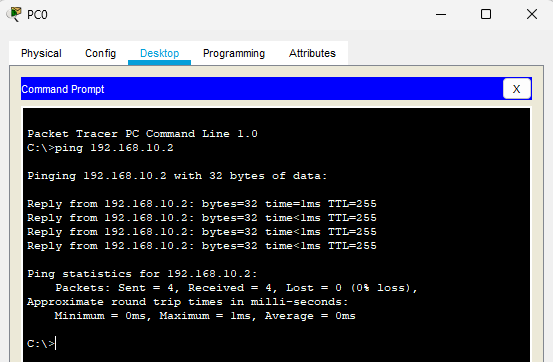 PC0
Physical Config Desktop Programming Attributes
Command Prompt X
Packet Tracer PC Command Line 1.0
C:\>ping 192.168.10.2
Pinging 192.168.10.2 with 32 bytes of data:
Reply from 192.168.10.2: bytes=32 time=1ms TTL=255
Reply from 192.168.10.2: bytes=32 time<1ms TTL=255
Reply from 192.168.10.2: bytes=32 time<1ms TTL=255
Reply from 192.168.10.2: bytes=32 time<1ms TTL=255
Ping statistics for 192.168.10.2:
Packets: Sent = 4, Received = 4, Lost = 0 (0% loss),
Approximate round trip times in milli-seconds:
Minimum = 0ms, Maximum = 1ms, Average = 0ms
C:\>